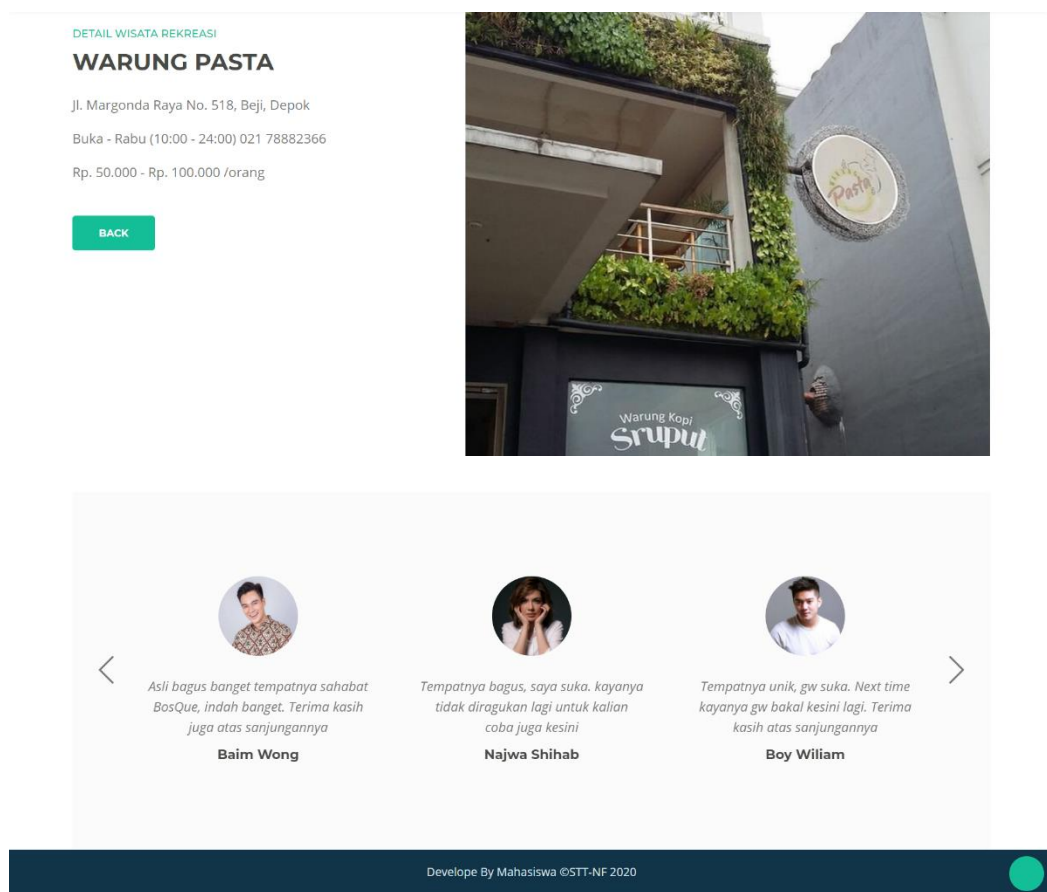 DETAIL WISATA REKREASI
WARUNG PASTA
Jl. Margonda Raya No. 518, Beji, Depok
Buka - Rabu (10:00 - 24:00) 021 78882366
Rp. 50.000 - Rp. 100.000 /orang
BACK
Pasta
Warung Kopi
Sruput
Asli bagus banget tempatnya sahabat
BosQue, indah banget. Terima kasih
juga atas sanjungannya
Baim Wong
Tempatnya bagus, saya suka. kayanya
tidak diragukan lagi untuk kalian
coba juga kesini
Najwa Shihab
Tempatnya unik, gw suka. Next time
kayanya gw bakal kesini lagi. Terima
kasih atas sanjungannya
Boy Wiliam
Develope By Mahasiswa ©STT-NF 2020